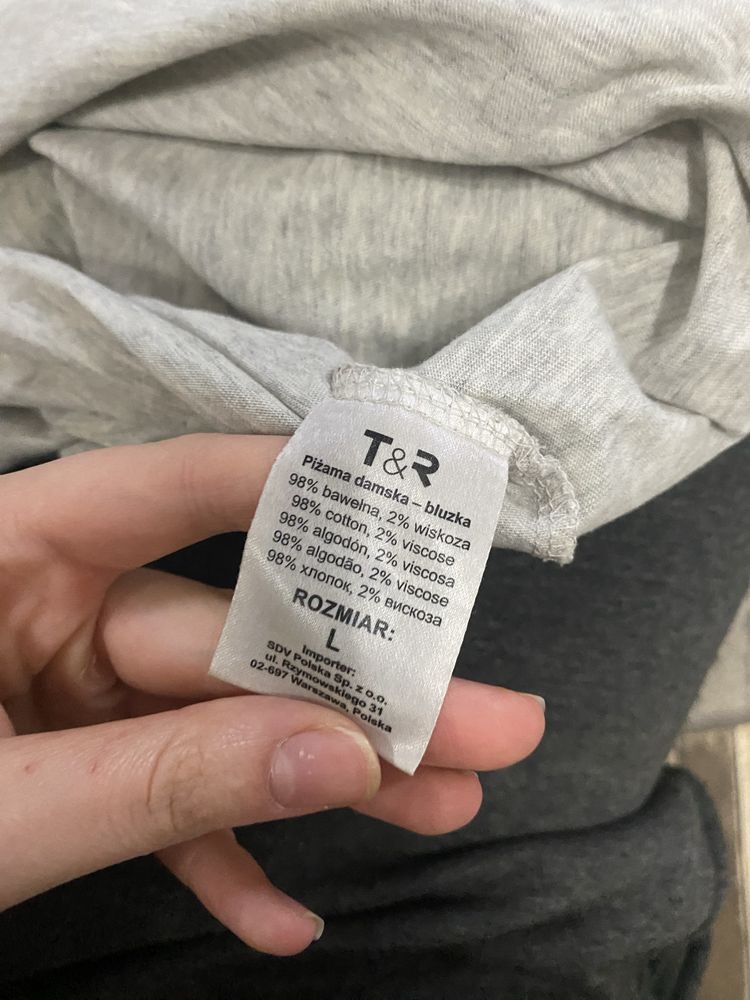 T&R
Piżama damska – bluzka
98% bawełna, 2% wiskoza
98% cotton, 2% viscose
98% algodón, 2% viscosa
98% algodão, 2% viscose
98% хлопок, 2% вискоза
ROZMIAR:
L
Importer:
SDV Polska Sp. z o.o.
ul. Rzymowskiego 31
02-697 Warszawa, Polska